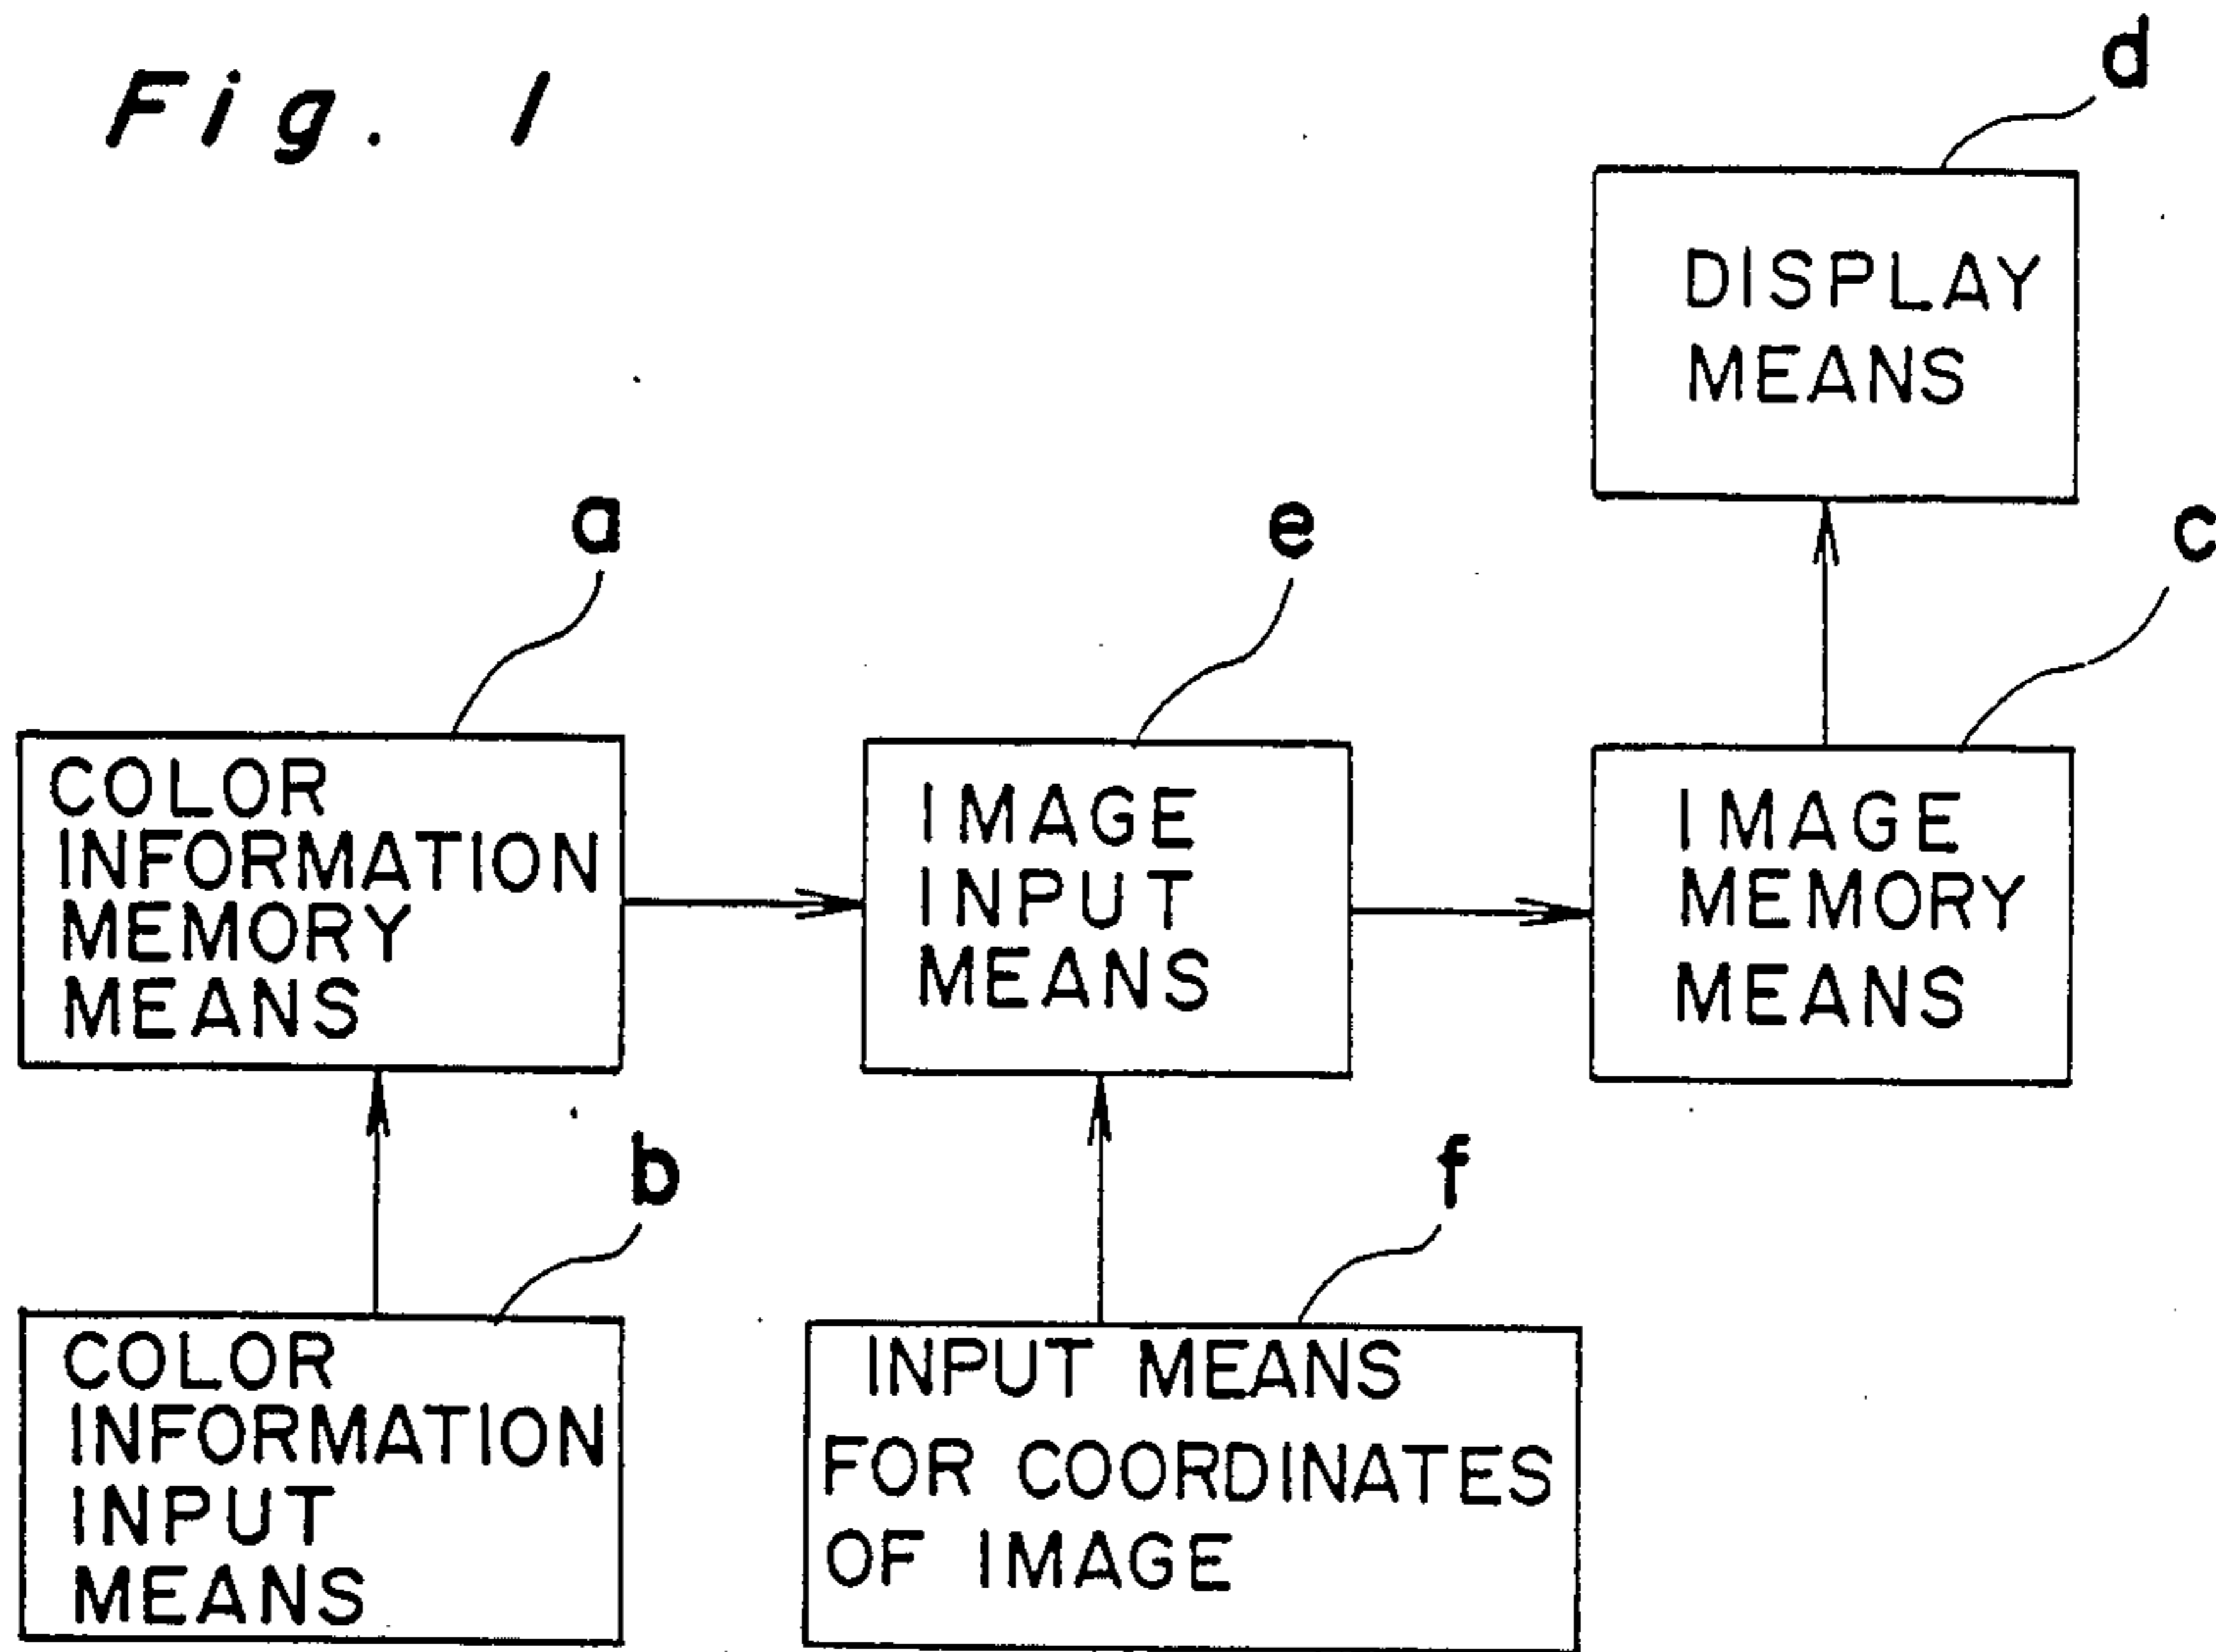 Fig. 1
d
DISPLAY
MEANS
a
e
c
COLOR
INFORMATION
MEMORY
MEANS
IMAGE
INPUT
MEANS
IMAGE
MEMORY
MEANS
b
f
COLOR
INFORMATION
INPUT
MEANS
INPUT MEANS
FOR COORDINATES
OF IMAGE